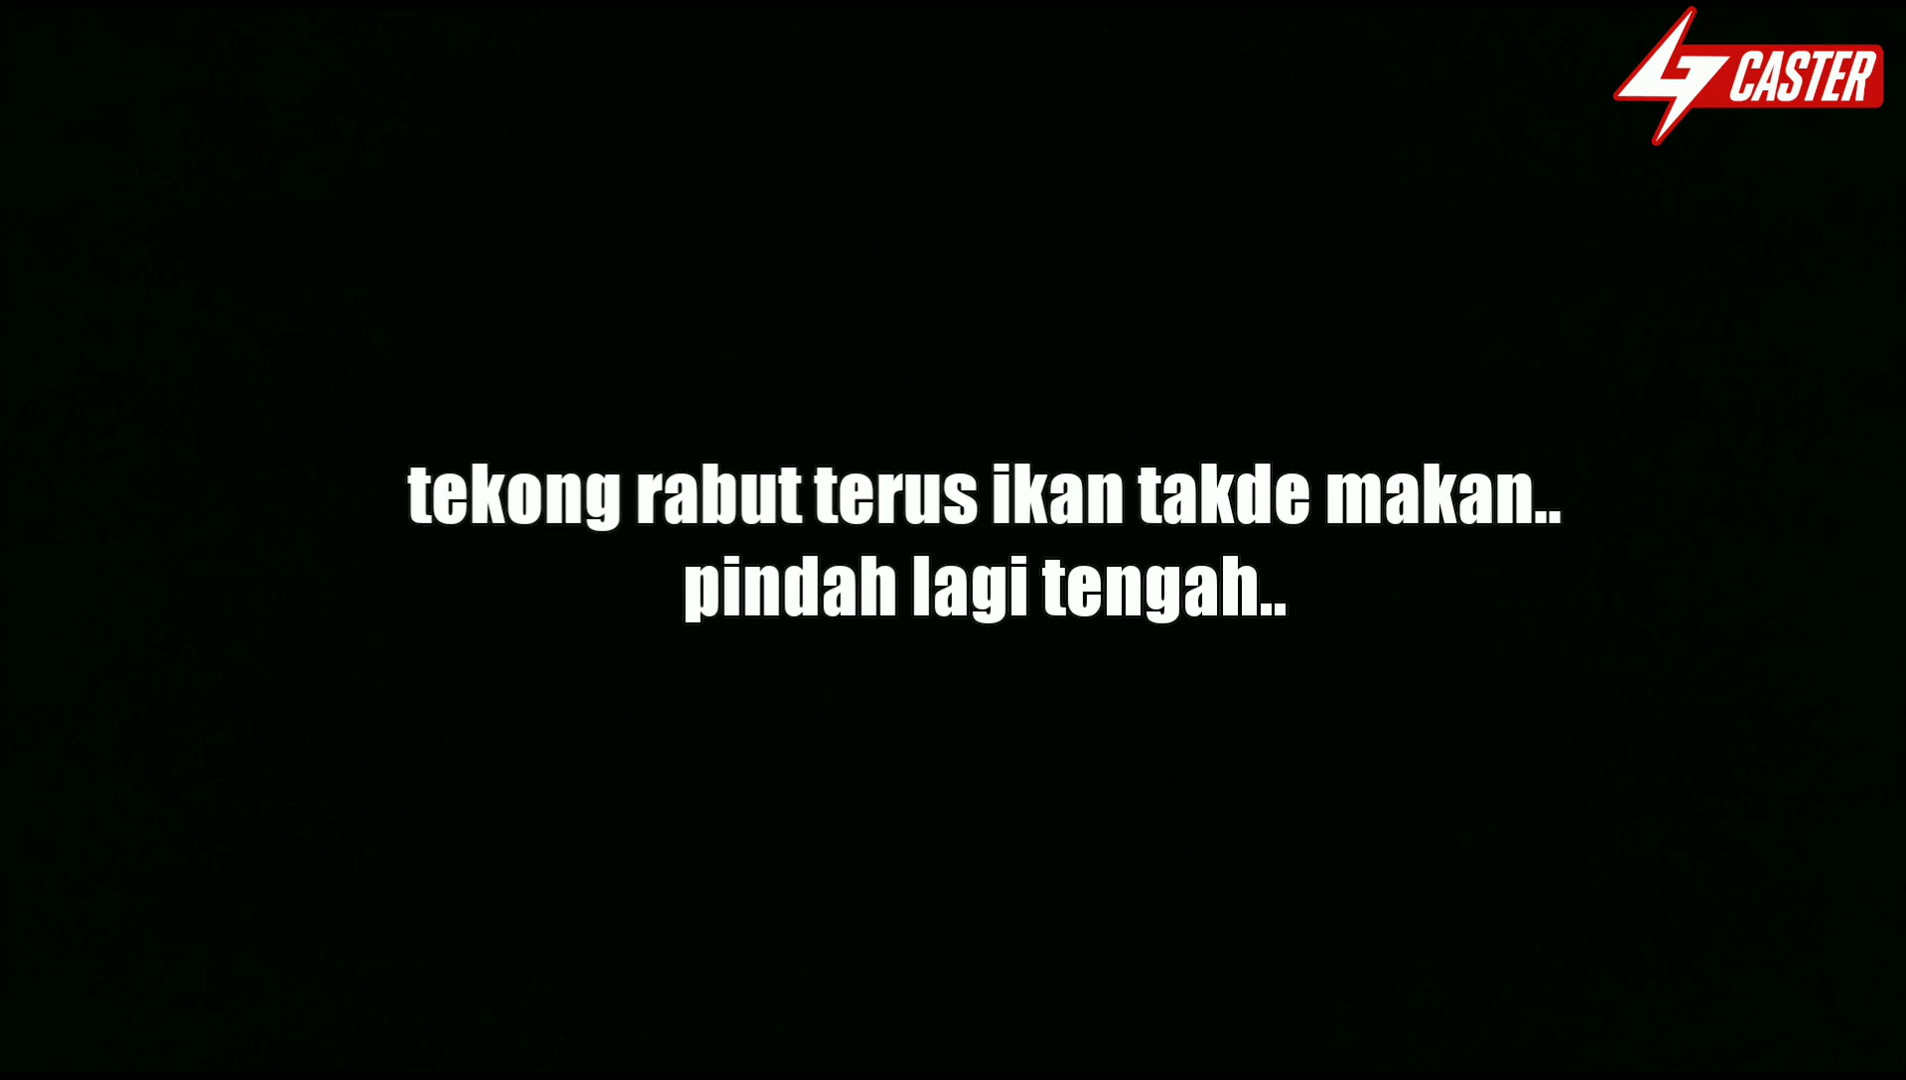 CASTER
tekong rabut terus ikan takde makan..
pindah lagi tengah..